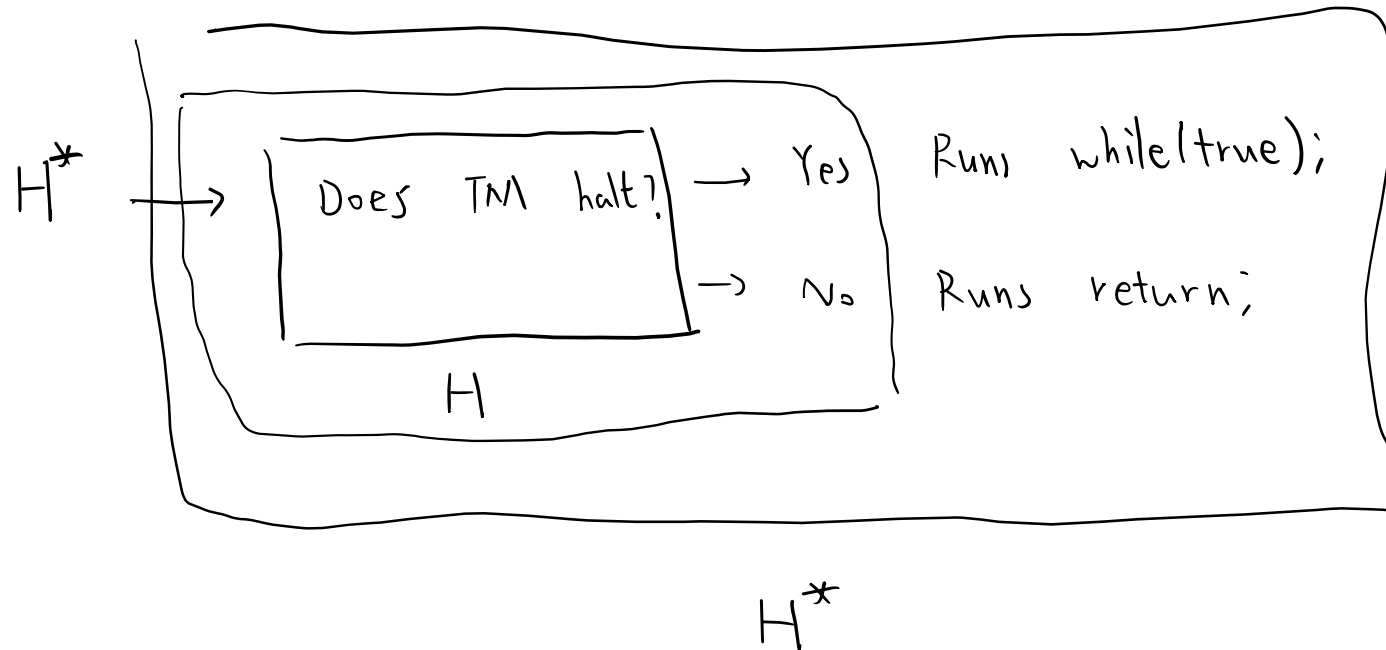 H* → Does TM halt? → Yes Runs while(true);
→ No Runs return;
H
H*